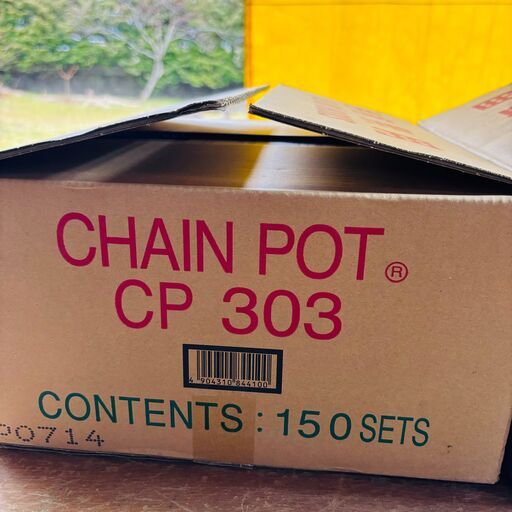 CHAIN POT®
CP 303
4 904310 844100
CONTENTS : 150 SETS
P0714